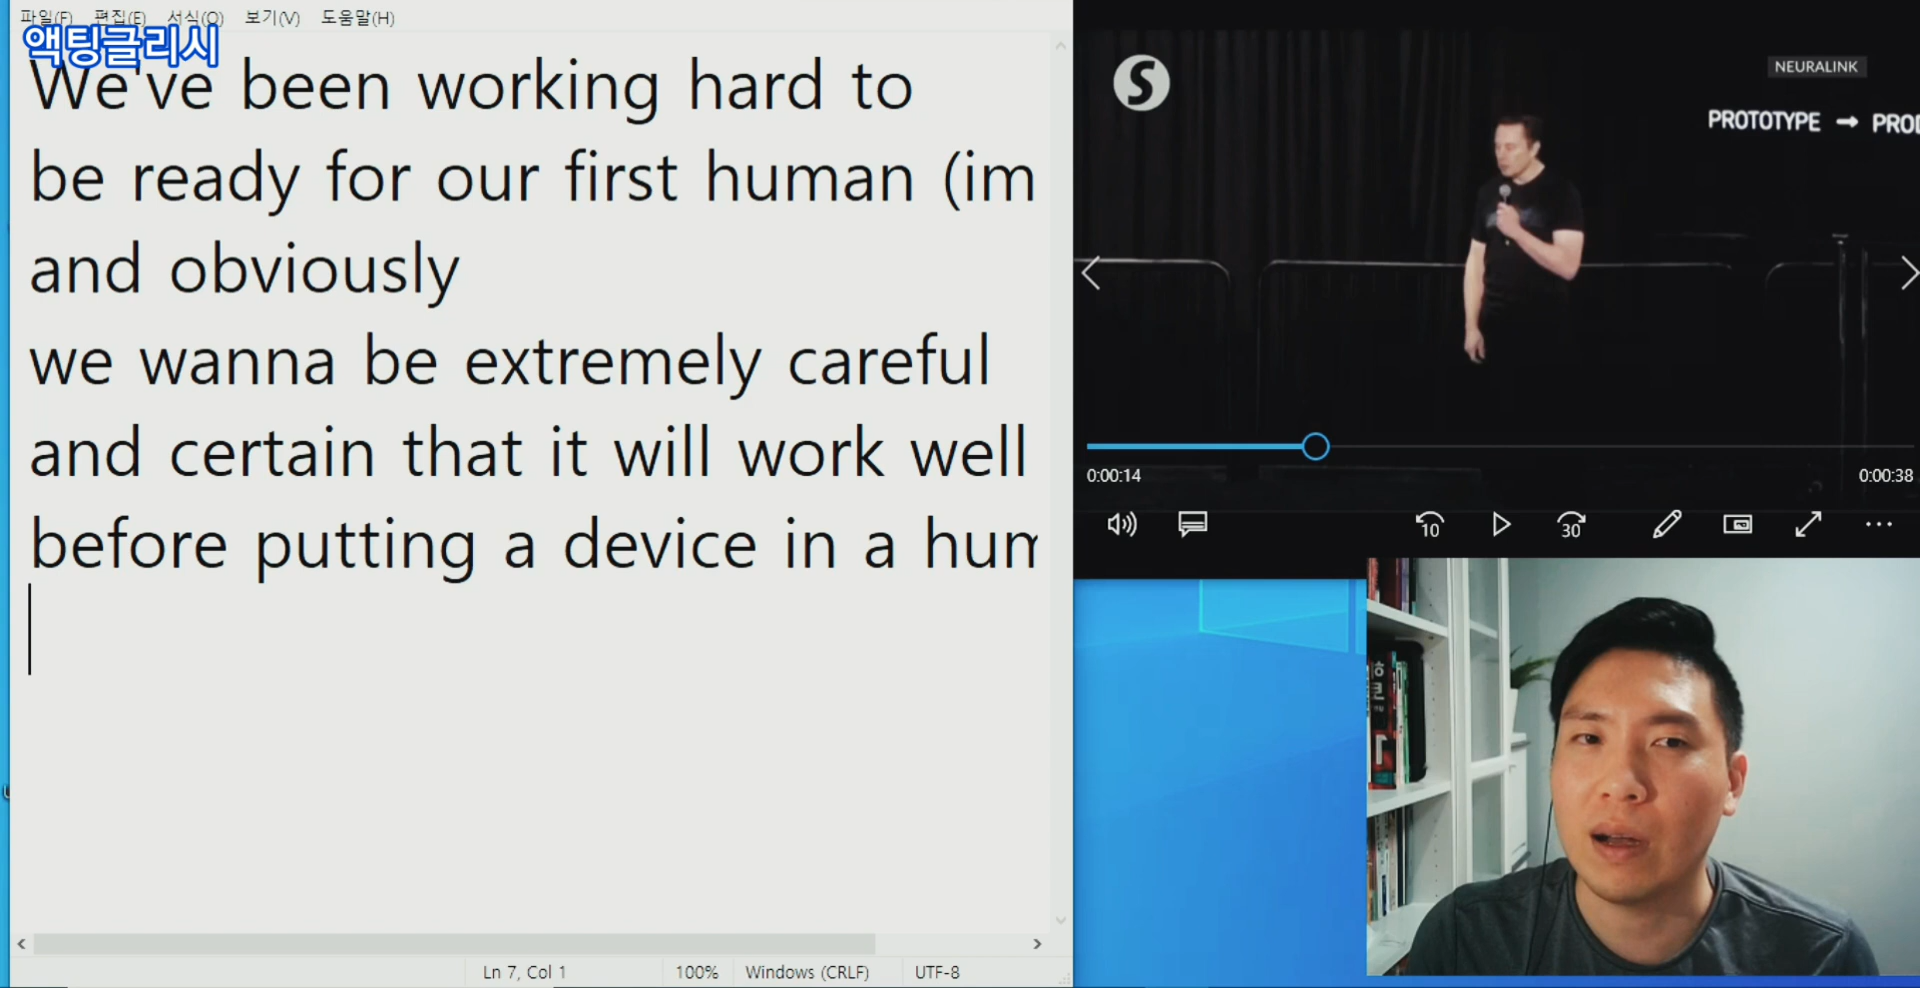 파일(F) 편집(E) 서식(O) 보기(V) 도움말(H)
액팅글리시
We've been working hard to
be ready for our first human (im
and obviously
we wanna be extremely careful
and certain that it will work well
before putting a device in a hum
Ln 7, Col 1 100% Windows (CRLF) UTF-8
S
NEURALINK
PROTOTYPE → PROD
0:00:14 0:00:38
10 30